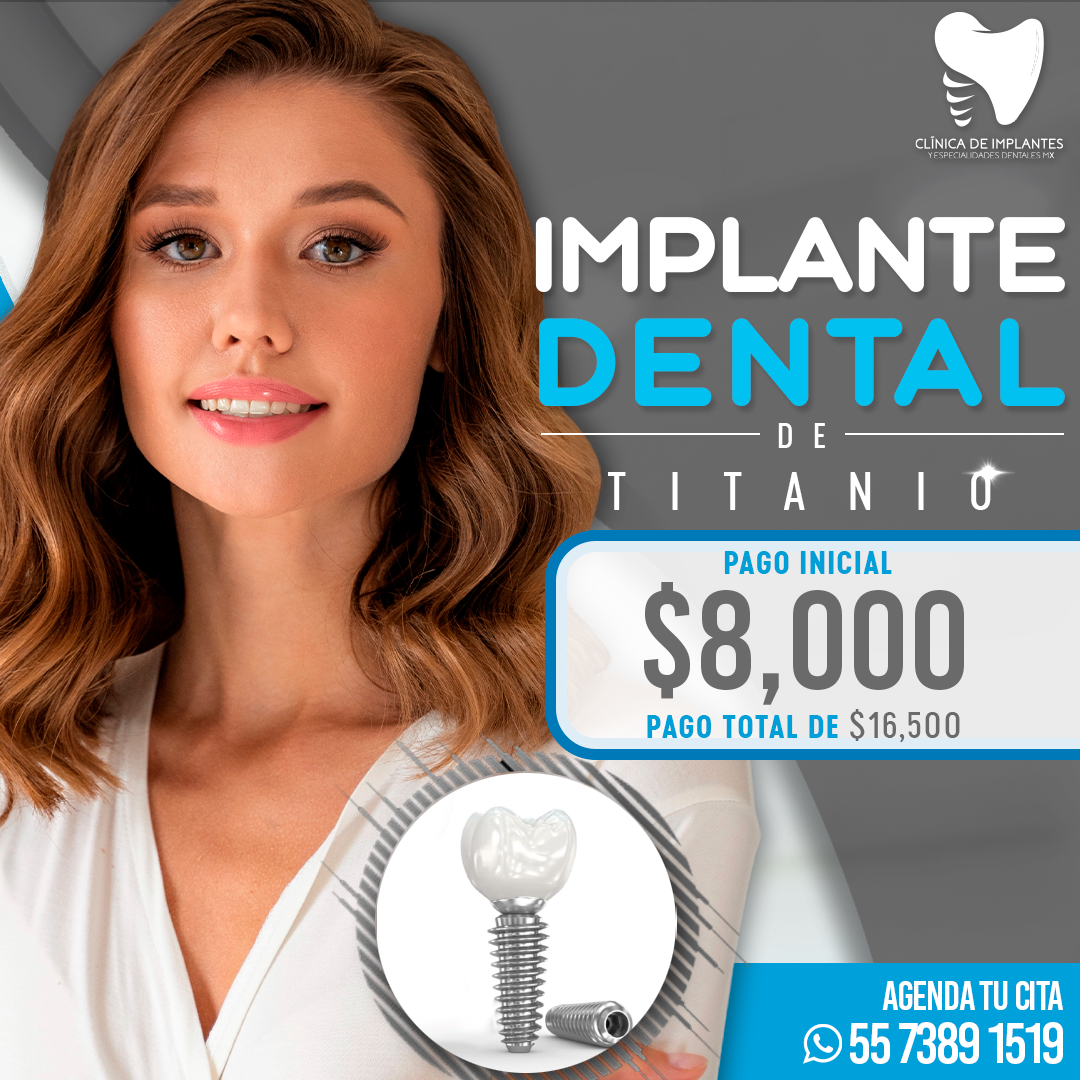 CLÍNICA DE IMPLANTES
Y ESPECIALIDADES DENTALES MX
IMPLANTE
DENTAL
DE
TITANIO
PAGO INICIAL
$8,000
PAGO TOTAL DE $16,500
AGENDA TU CITA
55 7389 1519